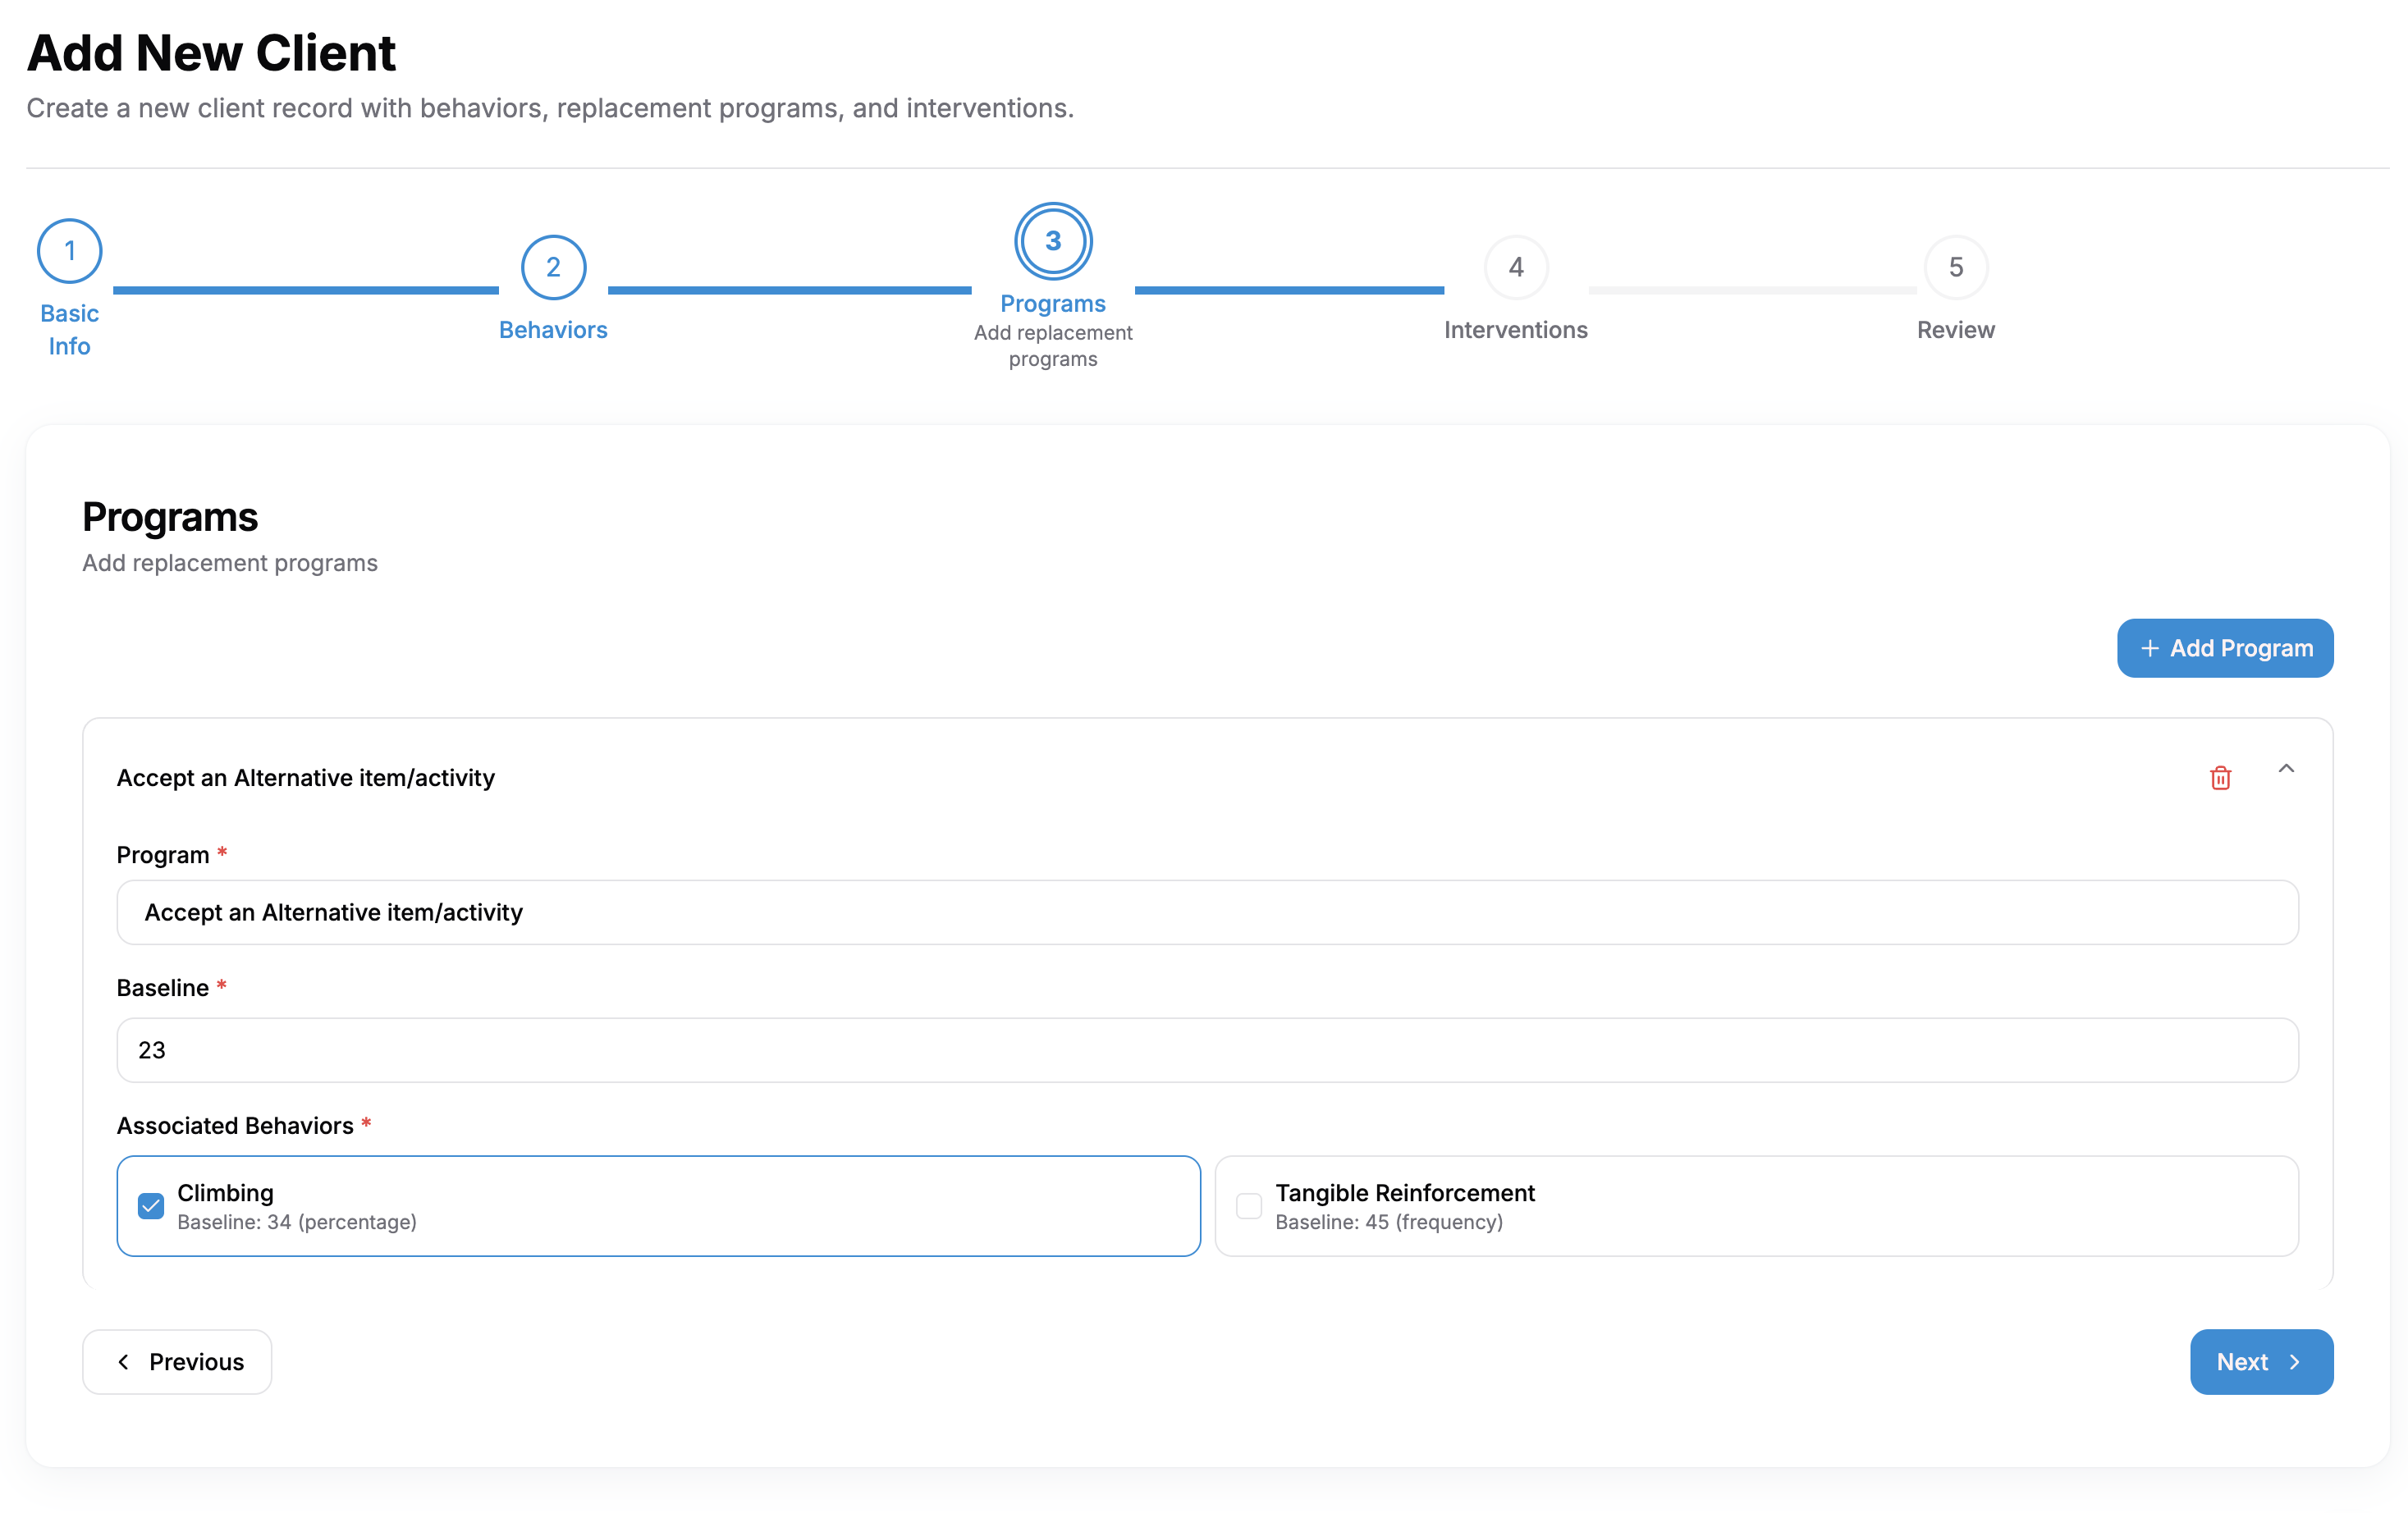 Add New Client
Create a new client record with behaviors, replacement programs, and interventions.
1
Basic
Info
2
Behaviors
3
Programs
Add replacement
programs
4
Interventions
5
Review
Programs
Add replacement programs
+ Add Program
Accept an Alternative item/activity
Program *
Accept an Alternative item/activity
Baseline *
23
Associated Behaviors *
Climbing
Baseline: 34 (percentage)
Tangible Reinforcement
Baseline: 45 (frequency)
Previous
Next